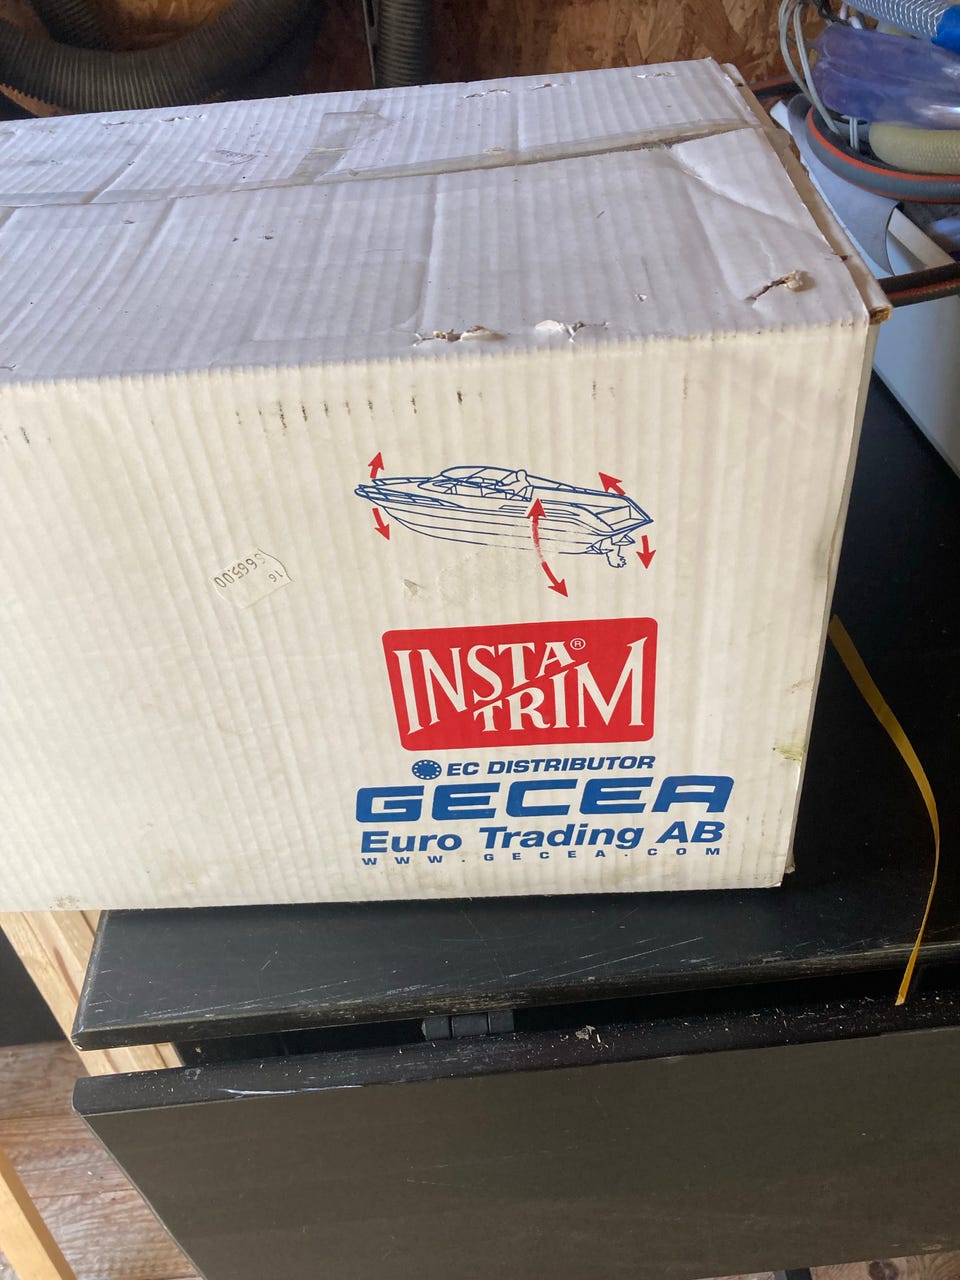 INSTA®
TRIM
EC DISTRIBUTOR
GECEA
Euro Trading AB
WWW.GECEA.COM